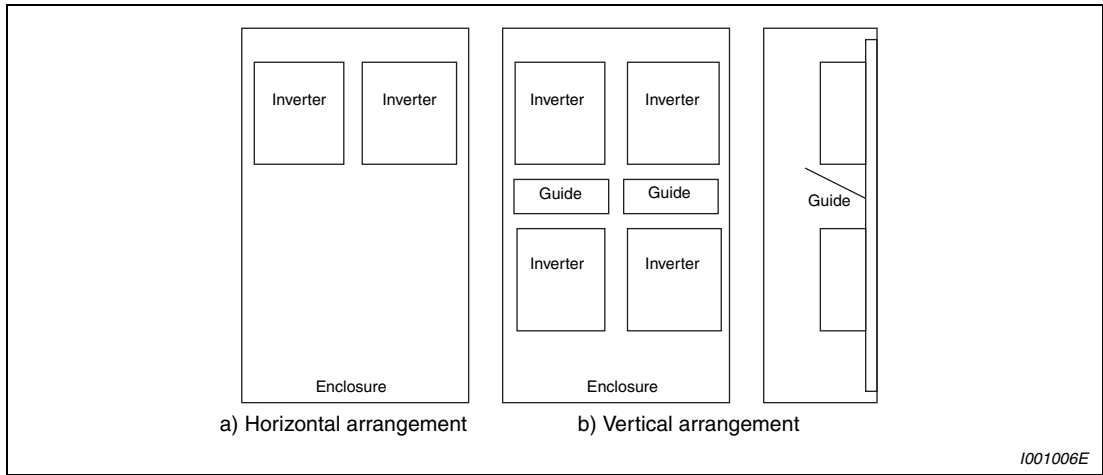 Inverter Inverter
Inverter Inverter
Guide Guide
Guide
Inverter Inverter
Enclosure
Enclosure
a) Horizontal arrangement
b) Vertical arrangement
I001006E